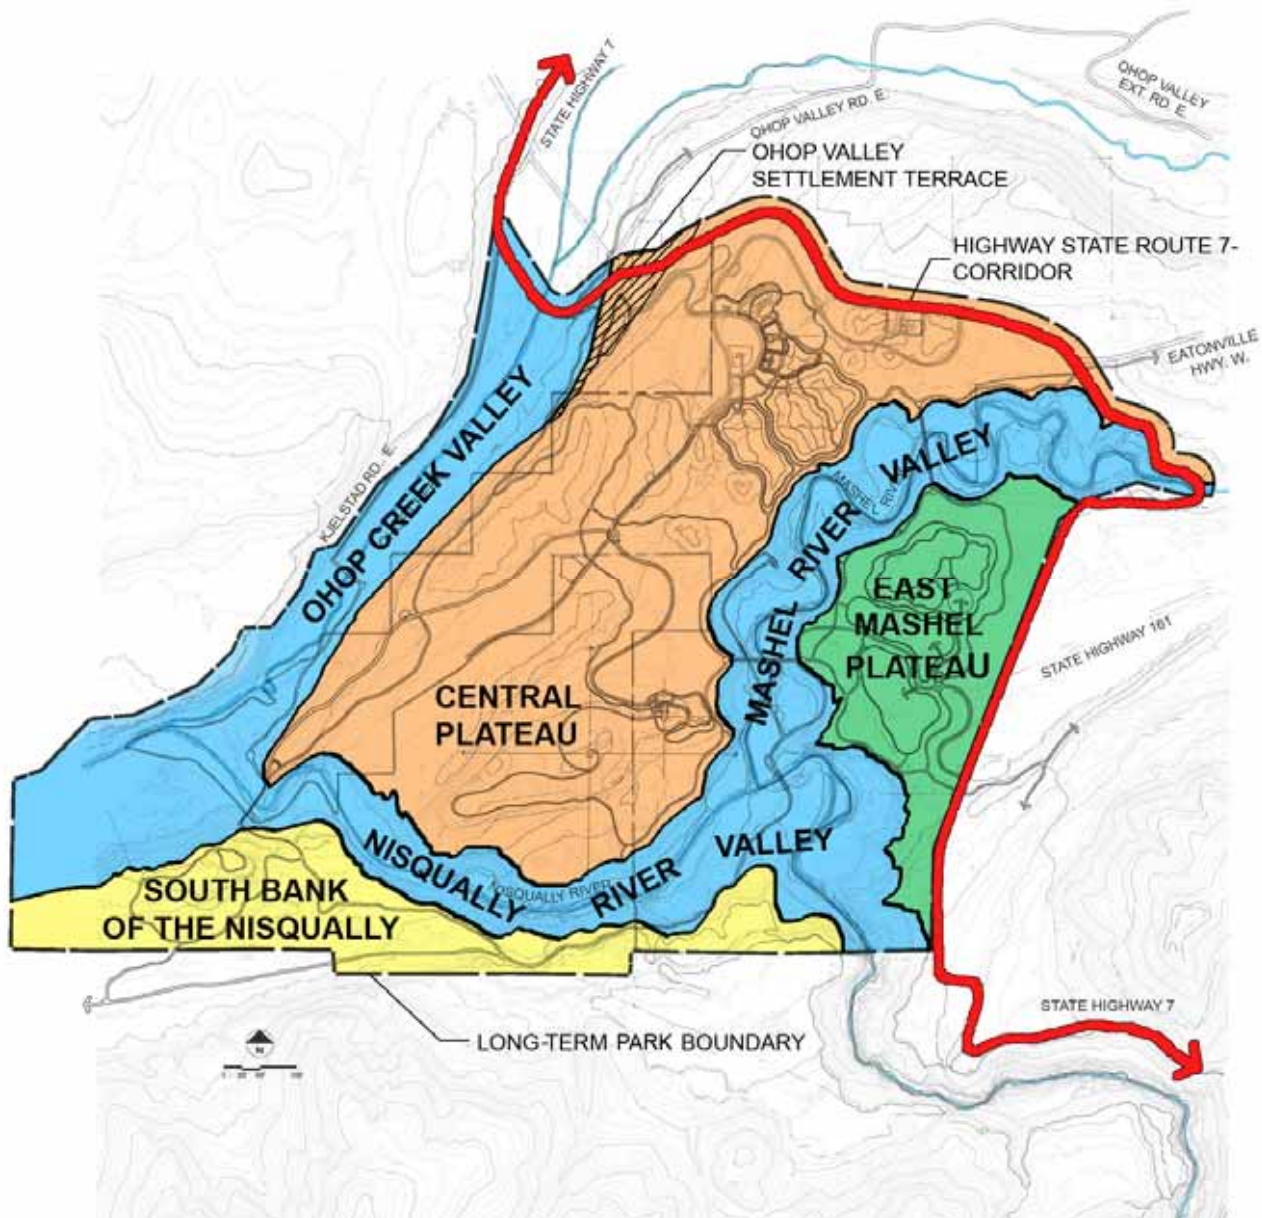 STATE HIGHWAY 7
OHOP VALLEY
EXT. RD. E.
OHOP VALLEY RD. E.
OHOP VALLEY
SETTLEMENT TERRACE
HIGHWAY STATE ROUTE 7-
CORRIDOR
EATONVILLE
HWY. W.
KJELSTAD RD. E.
OHOP CREEK VALLEY
MASHEL RIVER VALLEY
MASHEL RIVER
EAST
MASHEL
PLATEAU
STATE HIGHWAY 161
CENTRAL
PLATEAU
NISQUALLY RIVER VALLEY
NISQUALLY RIVER
SOUTH BANK
OF THE NISQUALLY
STATE HIGHWAY 7
LONG-TERM PARK BOUNDARY
N